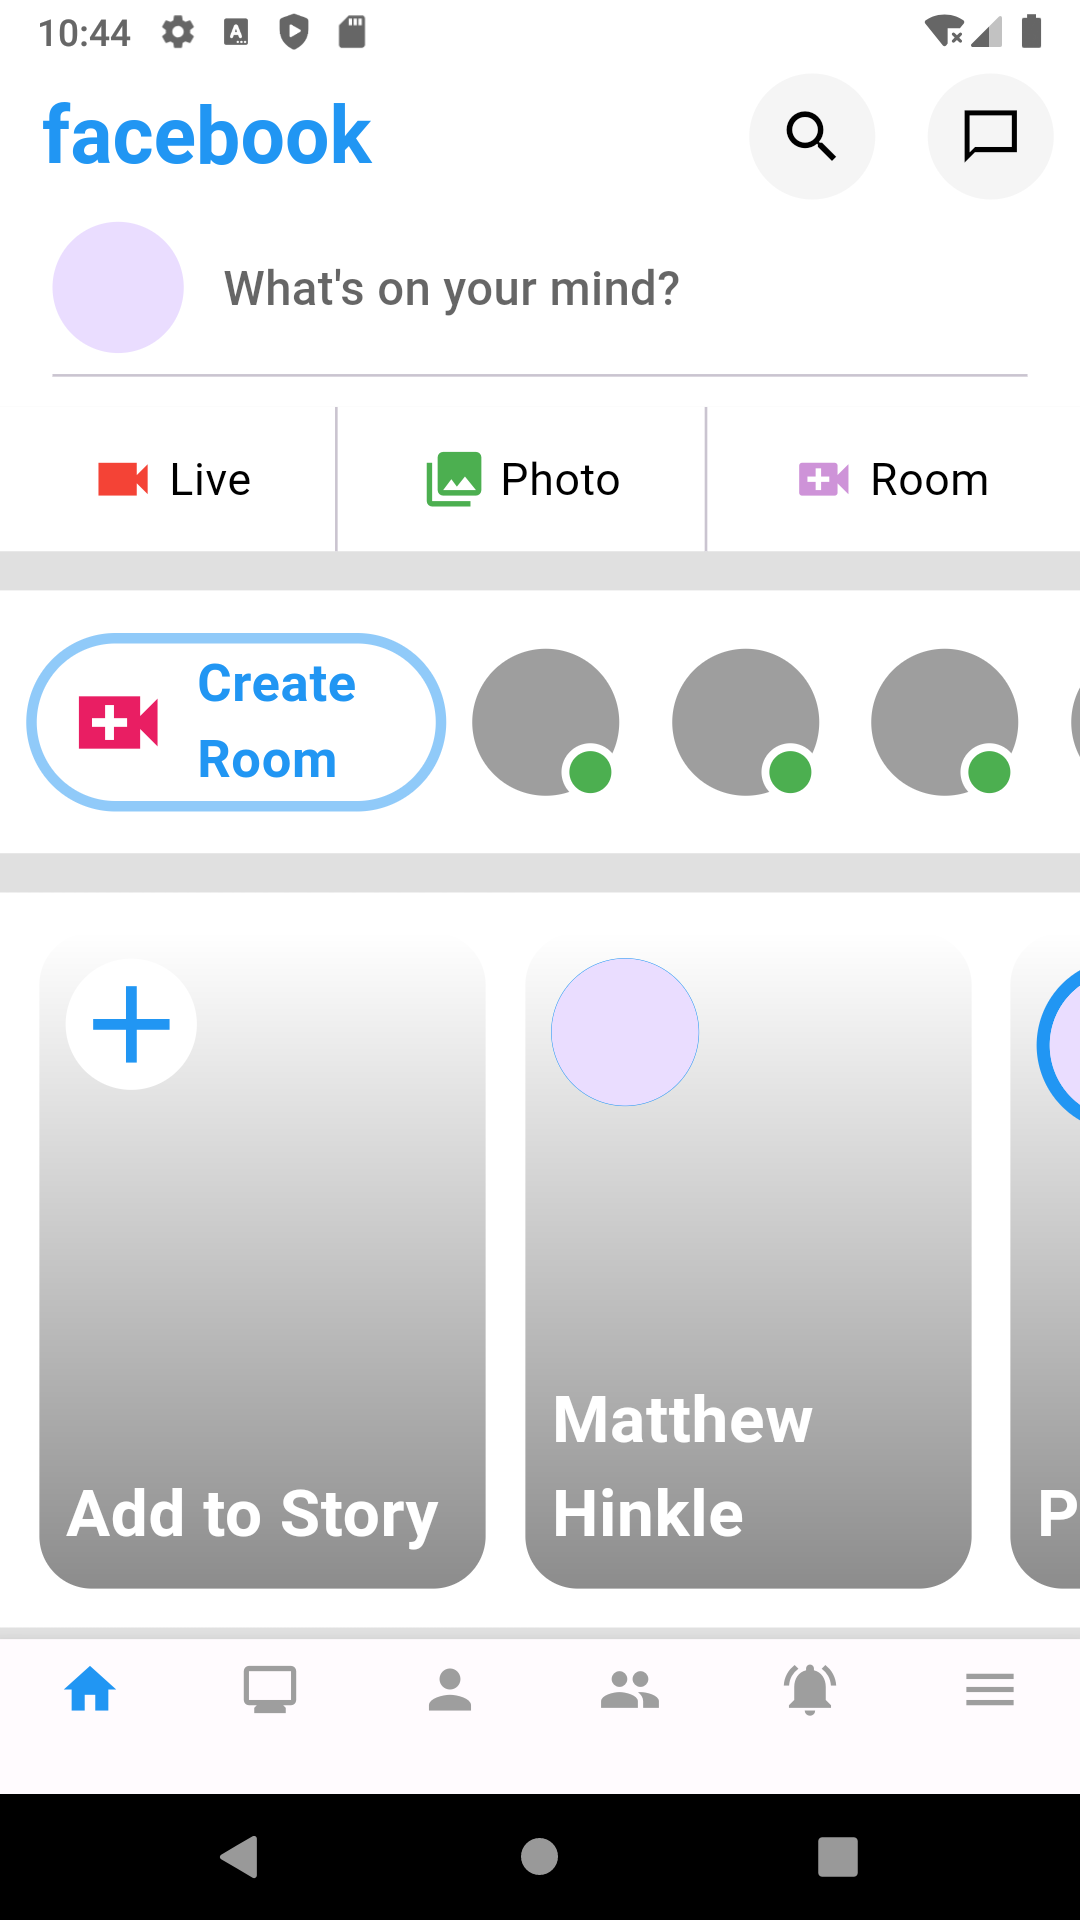 10:44
facebook
What's on your mind?
Live
Photo
Room
Create
Room
Add to Story
Matthew
Hinkle
P